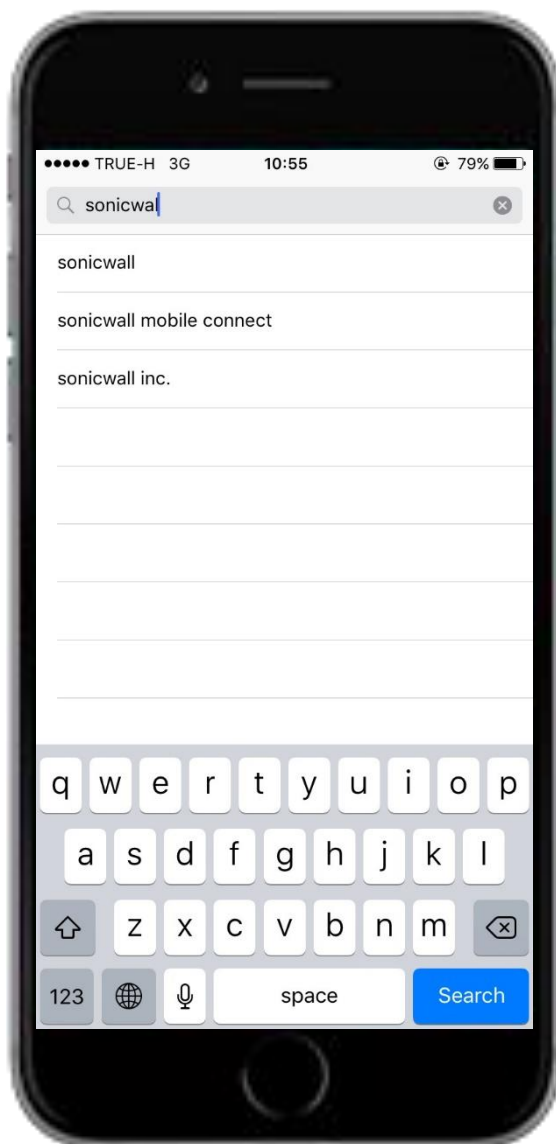 TRUE-H 3G 10:55 79%
sonicwal
sonicwall
sonicwall mobile connect
sonicwall inc.
q w e r t y u i o p
a s d f g h j k l
z x c v b n m
123 space Search